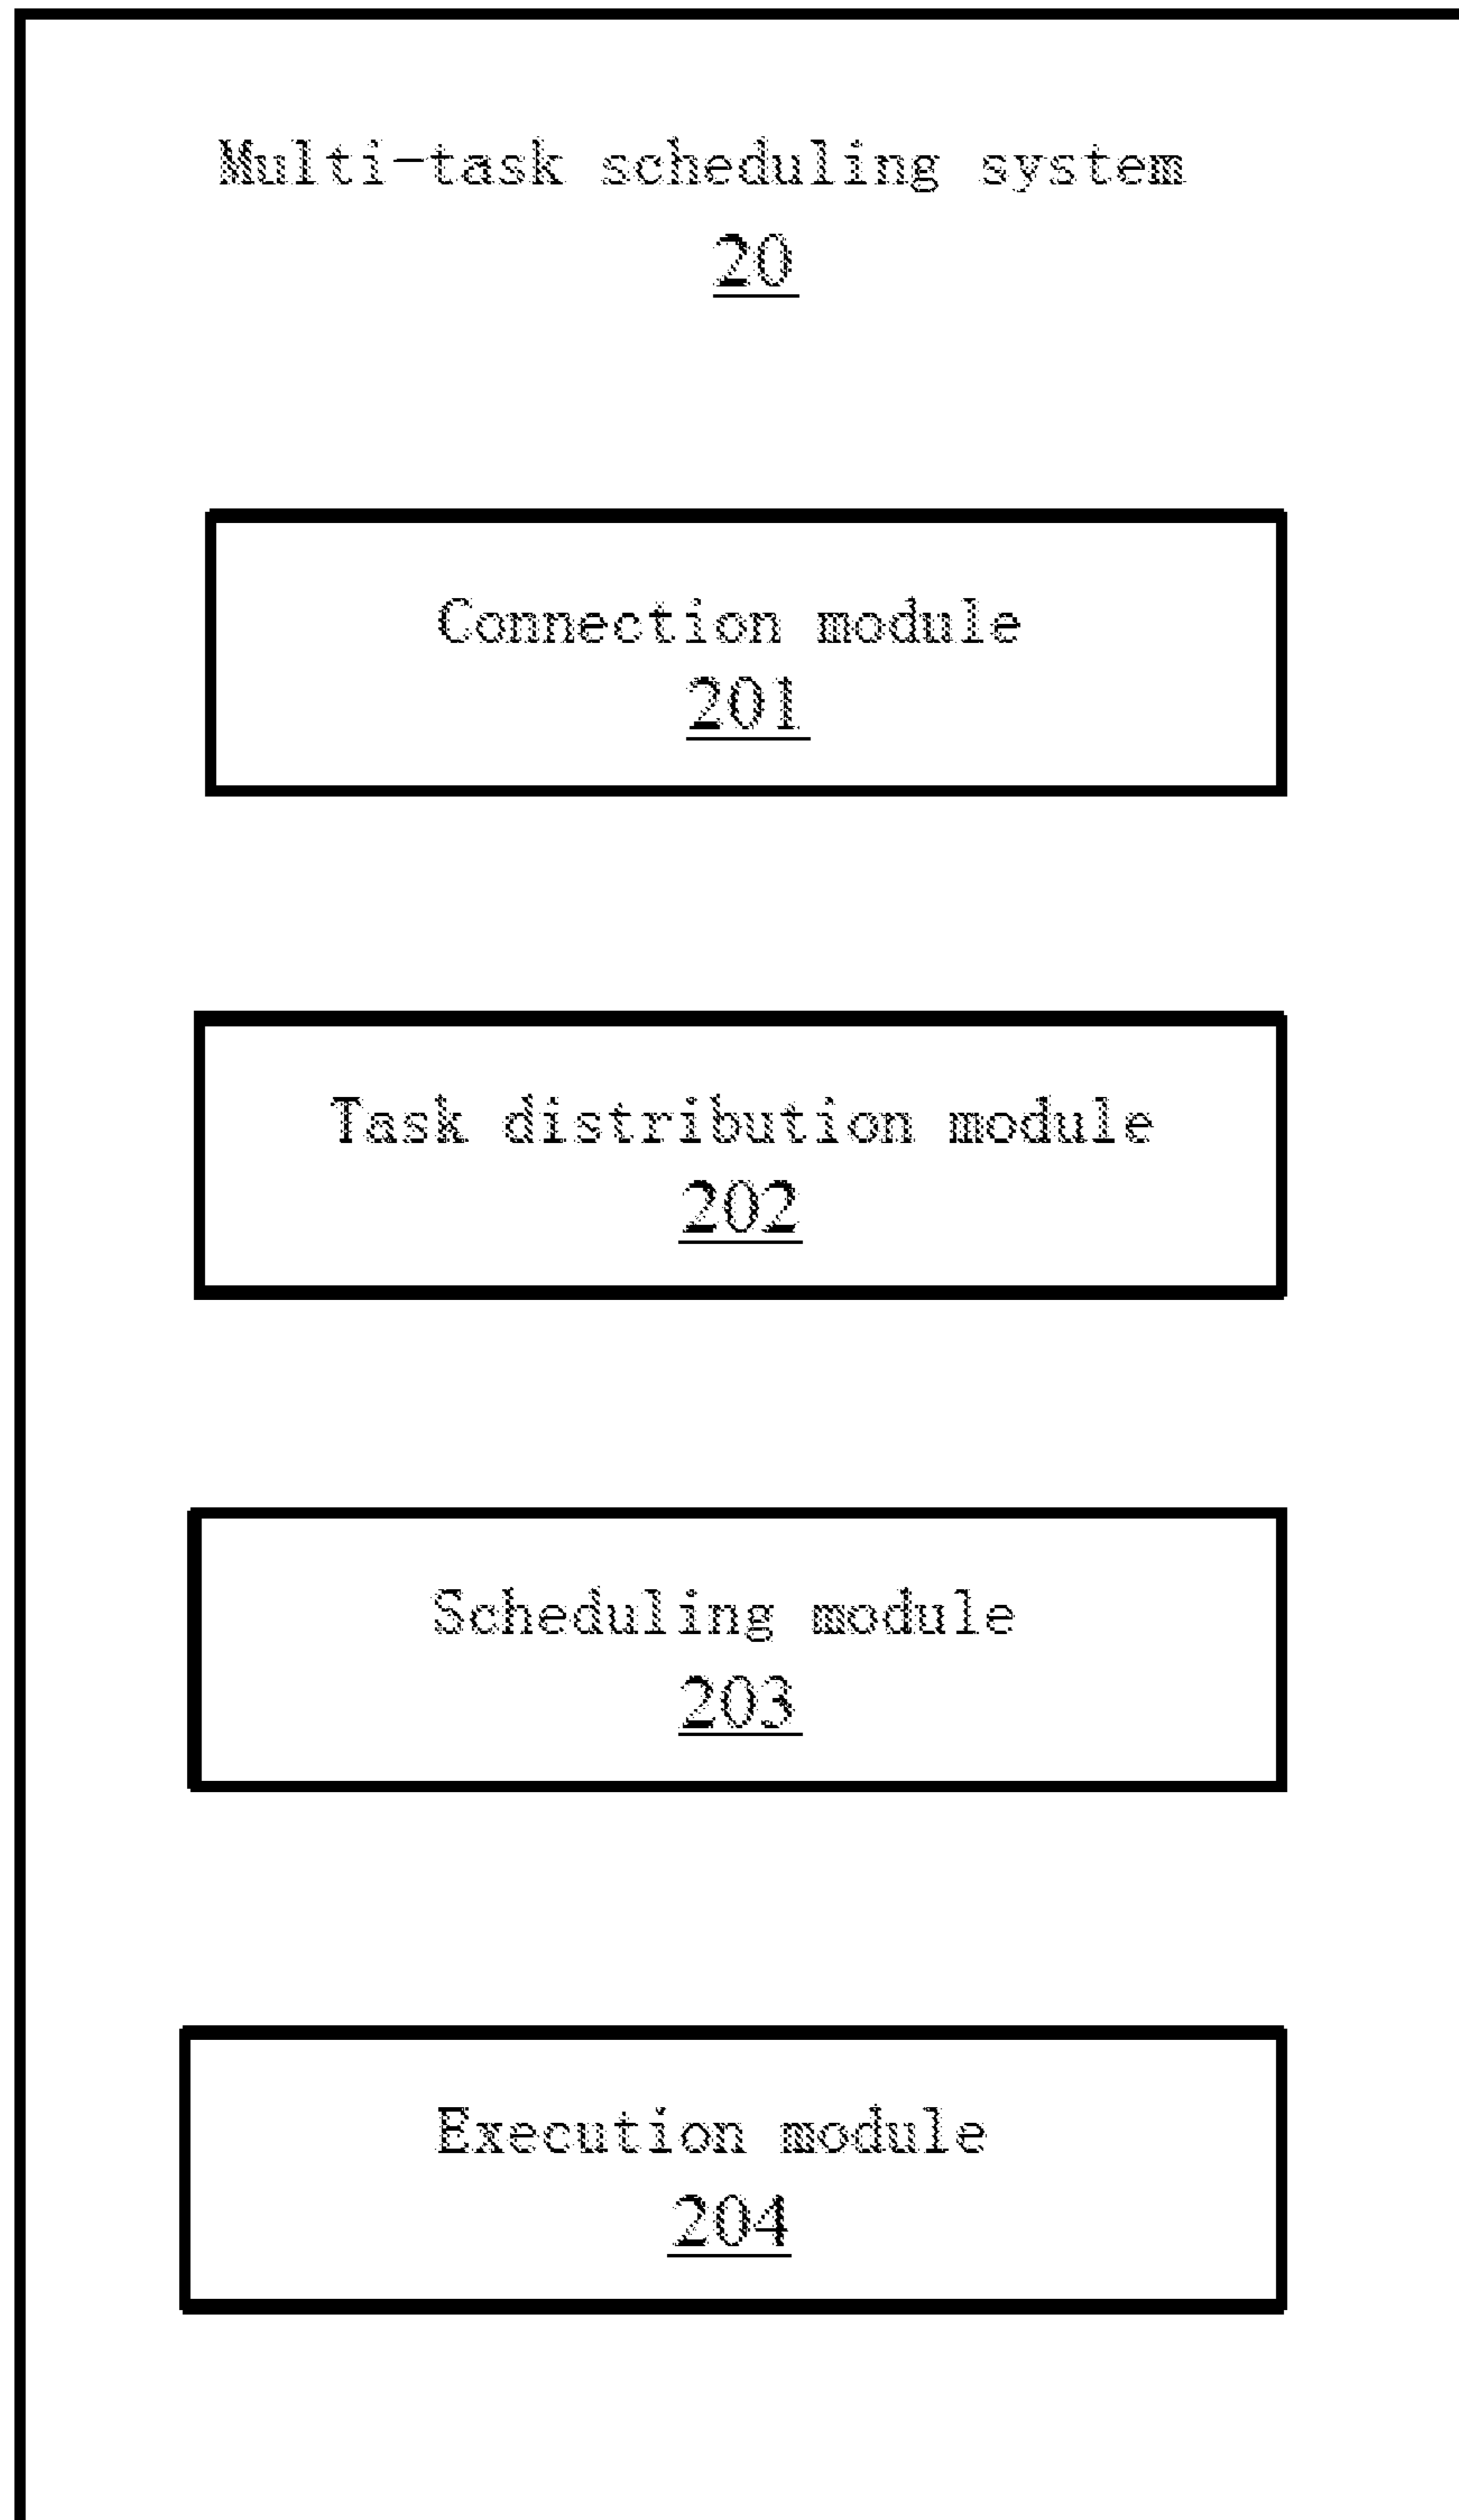 Multi-task scheduling system
20
Connection module
201
Task distribution module
202
Scheduling module
203
Execution module
204